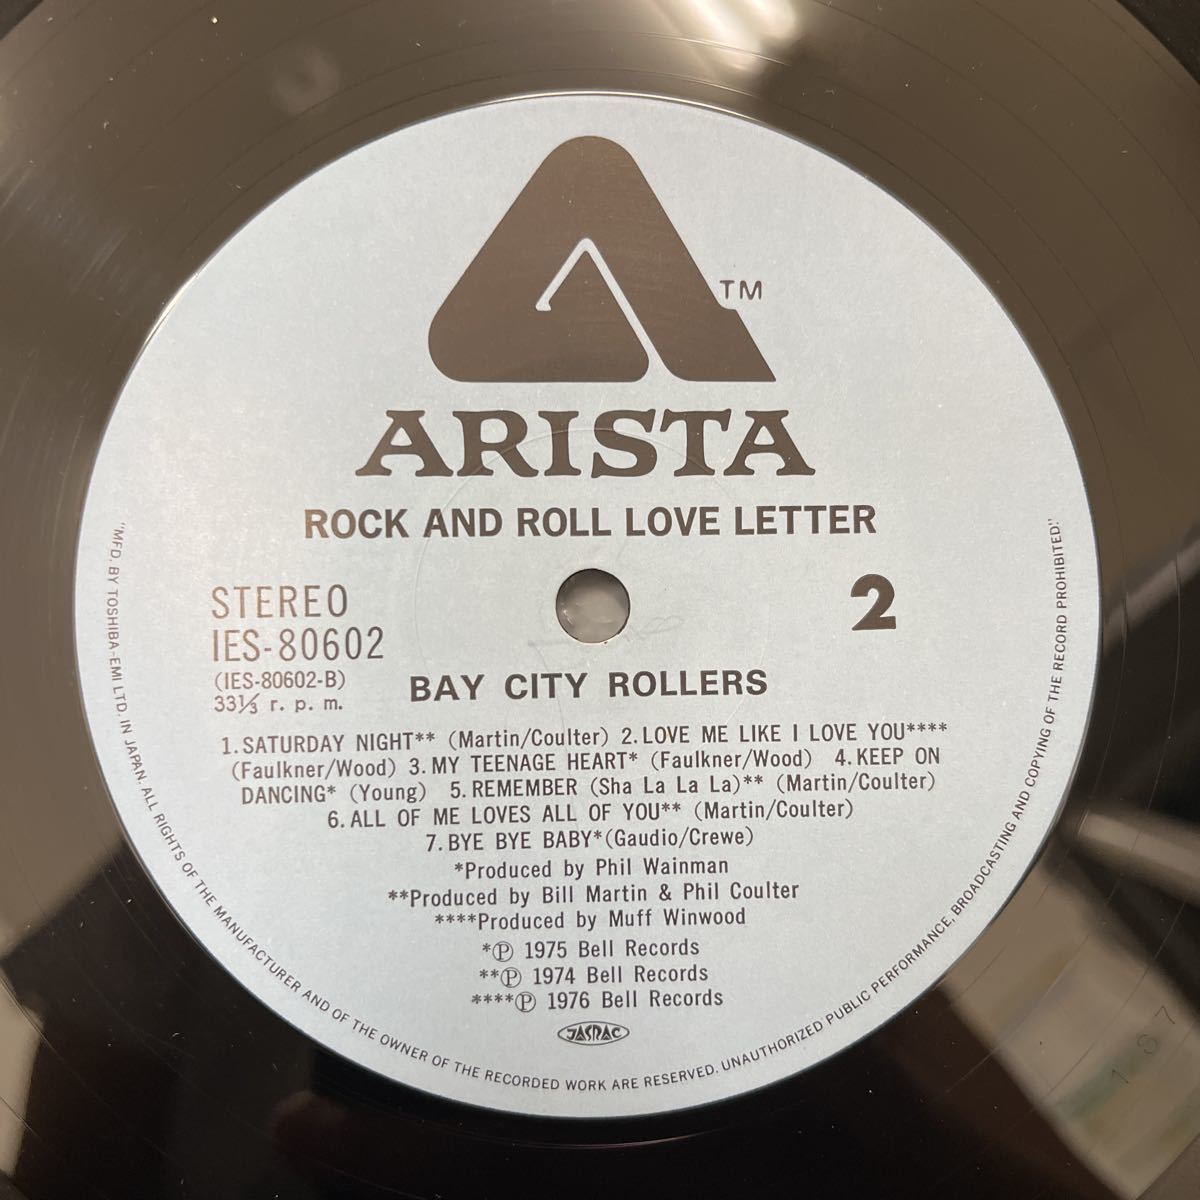 TM
ARISTA
ROCK AND ROLL LOVE LETTER
STEREO
2
IES-80602
(IES-80602-B)
33⅓ r. p. m.
BAY CITY ROLLERS
1.SATURDAY NIGHT** (Martin/Coulter) 2.LOVE ME LIKE I LOVE YOU****
(Faulkner/Wood) 3.MY TEENAGE HEART* (Faulkner/Wood) 4.KEEP ON
DANCING* (Young) 5.REMEMBER (Sha La La La)** (Martin/Coulter)
6.ALL OF ME LOVES ALL OF YOU** (Martin/Coulter)
7.BYE BYE BABY*(Gaudio/Crewe)
*Produced by Phil Wainman
**Produced by Bill Martin & Phil Coulter
****Produced by Muff Winwood
*Ⓟ 1975 Bell Records
**Ⓟ 1974 Bell Records
****Ⓟ 1976 Bell Records
JASRAC
"MFD. BY TOSHIBA-EMI LTD. IN JAPAN. ALL RIGHTS OF THE MANUFACTURER AND OF THE OWNER OF THE RECORDED WORK ARE RESERVED. UNAUTHORIZED PUBLIC PERFORMANCE, BROADCASTING AND COPYING OF THE RECORD PROHIBITED."